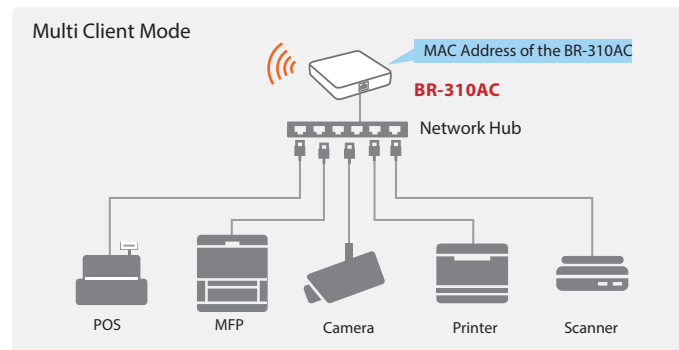 Multi Client Mode
MAC Address of the BR-310AC
BR-310AC
Network Hub
POS
MFP
Camera
Printer
Scanner